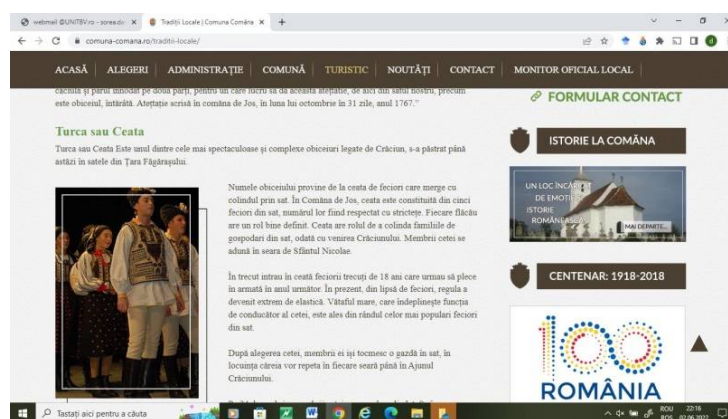 webmail @UNITBV.ro - sorea.di
Tradiții Locale | Comuna Comăna
comuna-comana.ro/traditii-locale/
ACASĂ ALEGERI ADMINISTRAȚIE COMUNĂ TURISTIC NOUTĂȚI CONTACT MONITOR OFICIAL LOCAL
căciula și părul înnodat pe două părți, pentru un care lucru să dă această ateștație, de aici din satul nostru, precum
este obiceiul, întărâtă. Ateștație scrisă în comăna de Jos, în luna lui octombrie în 31 zile, anul 1767.”
Turca sau Ceata
Turca sau Ceata Este unul dintre cele mai spectaculoase și complexe obiceiuri legate de Crăciun, s-a păstrat până
astăzi în satele din Țara Făgărașului.
Numele obiceiului provine de la ceata de feciori care merge cu
colindul prin sat. În Comăna de Jos, ceata este constituită din cinci
feciori din sat, numărul lor fiind respectat cu strictețe. Fiecare flăcău
are un rol bine definit. Ceata are rolul de a colinda familiile de
gospodari din sat, odată cu venirea Crăciunului. Membrii cetei se
adună în seara de Sfântul Nicolae.
În trecut intrau în ceată feciorii trecuți de 18 ani care urmau să plece
în armată în anul următor. În prezent, din lipsă de feciori, regula a
devenit extrem de elastică. Vătaful mare, care îndeplinește funcția
de conducător al cetei, este ales din rândul celor mai populari feciori
din sat.
După alegerea cetei, membrii ei își tocmesc o gazdă în sat, în
locuința căreia vor repeta în fiecare seară până în Ajunul
Crăciunului.
FORMULAR CONTACT
ISTORIE LA COMĂNA
UN LOC ÎNCĂRCAT
DE EMOȚIE
ISTORIE
ROMÂNEASCĂ
MAI DEPARTE...
CENTENAR: 1918-2018
100
ROMÂNIA
Tastați aici pentru a căuta
ROU 22:16
ROS 02.06.2022